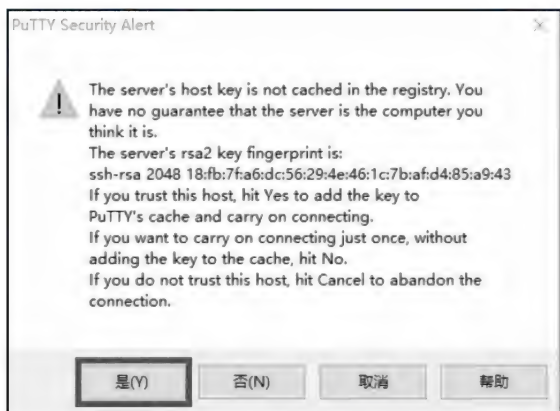 PuTTY Security Alert
The server's host key is not cached in the registry. You
have no guarantee that the server is the computer you
think it is.
The server's rsa2 key fingerprint is:
ssh-rsa 2048 18:fb:7f:a6:dc:56:29:4e:46:1c:7b:af:d4:85:a9:43
If you trust this host, hit Yes to add the key to
PuTTY's cache and carry on connecting.
If you want to carry on connecting just once, without
adding the key to the cache, hit No.
If you do not trust this host, hit Cancel to abandon the
connection.
是(Y) 否(N) 取消 帮助